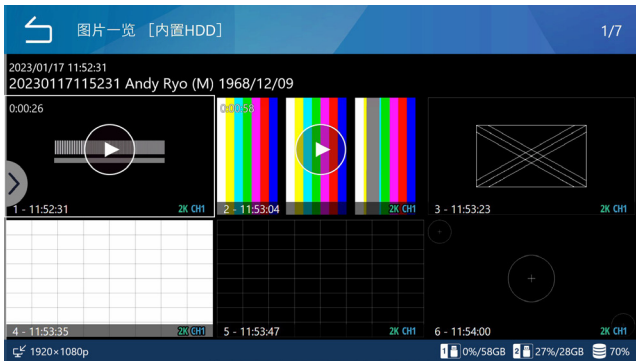 图片一览 [内置HDD]
1/7
2023/01/17 11:52:31
20230117115231 Andy Ryo (M) 1968/12/09
0:00:26
0:00:58
1 - 11:52:31
2K CH1
2 - 11:53:04
2K CH1
3 - 11:53:23
2K CH1
4 - 11:53:35
2K CH1
5 - 11:53:47
2K CH1
6 - 11:54:00
2K CH1
1920×1080p
1 0%/58GB
2 27%/28GB
70%